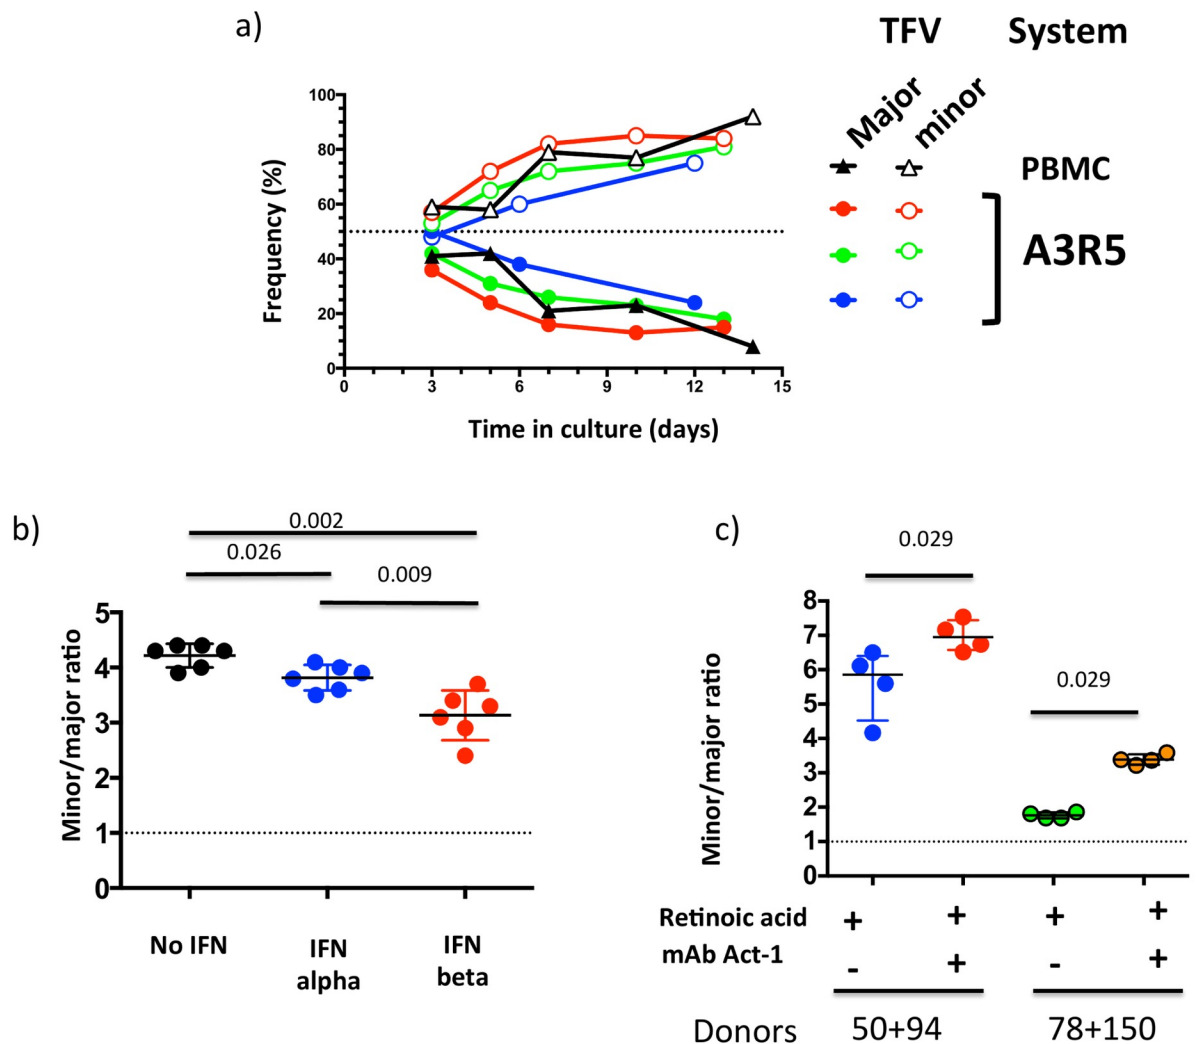 a)
TFV System
Major minor
PBMC
A3R5
100
80
60
40
20
0
Frequency (%)
0 3 6 9 12 15
Time in culture (days)
b)
0.002
0.026
0.009
5
4
3
2
1
0
Minor/major ratio
No IFN
IFN alpha
IFN beta
c)
0.029
0.029
8
7
6
5
4
3
2
1
0
Minor/major ratio
Retinoic acid + + + +
mAb Act-1 - + - +
Donors 50+94 78+150